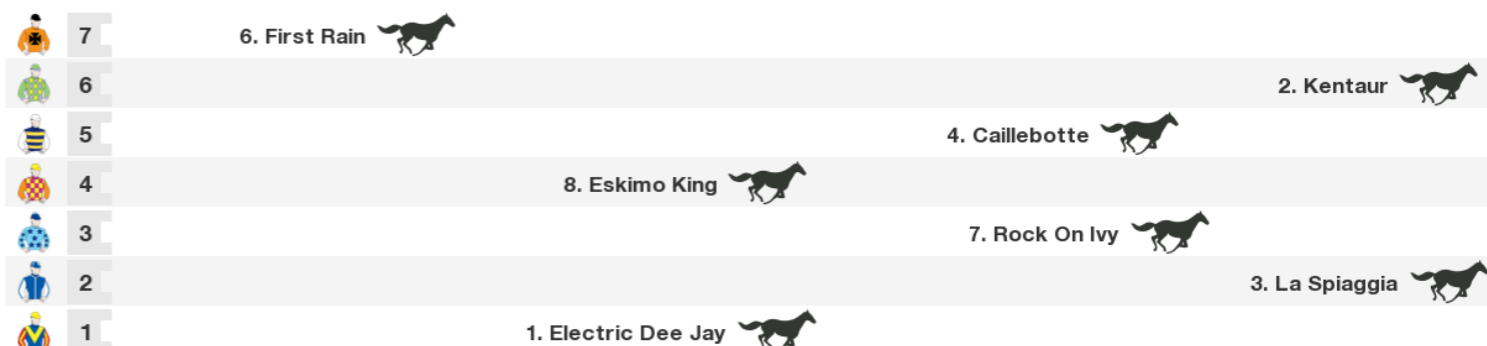 7 6. First Rain
6 2. Kentaur
5 4. Caillebotte
4 8. Eskimo King
3 7. Rock On Ivy
2 3. La Spiaggia
1 1. Electric Dee Jay